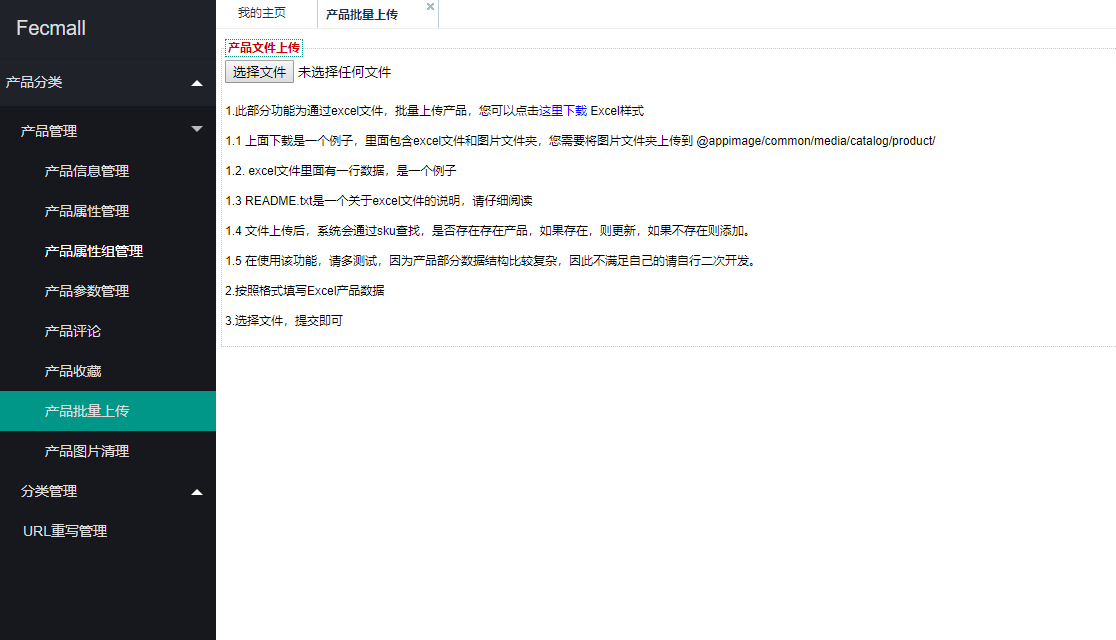 Fecmall
产品分类
产品管理
产品信息管理
产品属性管理
产品属性组管理
产品参数管理
产品评论
产品收藏
产品批量上传
产品图片清理
分类管理
URL重写管理
我的主页
产品批量上传
产品文件上传
选择文件 未选择任何文件
1.此部分功能为通过excel文件，批量上传产品，您可以点击这里下载 Excel样式
1.1 上面下载是一个例子，里面包含excel文件和图片文件夹，您需要将图片文件夹上传到 @appimage/common/media/catalog/product/
1.2. excel文件里面有一行数据，是一个例子
1.3 README.txt是一个关于excel文件的说明，请仔细阅读
1.4 文件上传后，系统会通过sku查找，是否存在存在产品，如果存在，则更新，如果不存在则添加。
1.5 在使用该功能，请多测试，因为产品部分数据结构比较复杂，因此不满足自己的请自行二次开发。
2.按照格式填写Excel产品数据
3.选择文件，提交即可